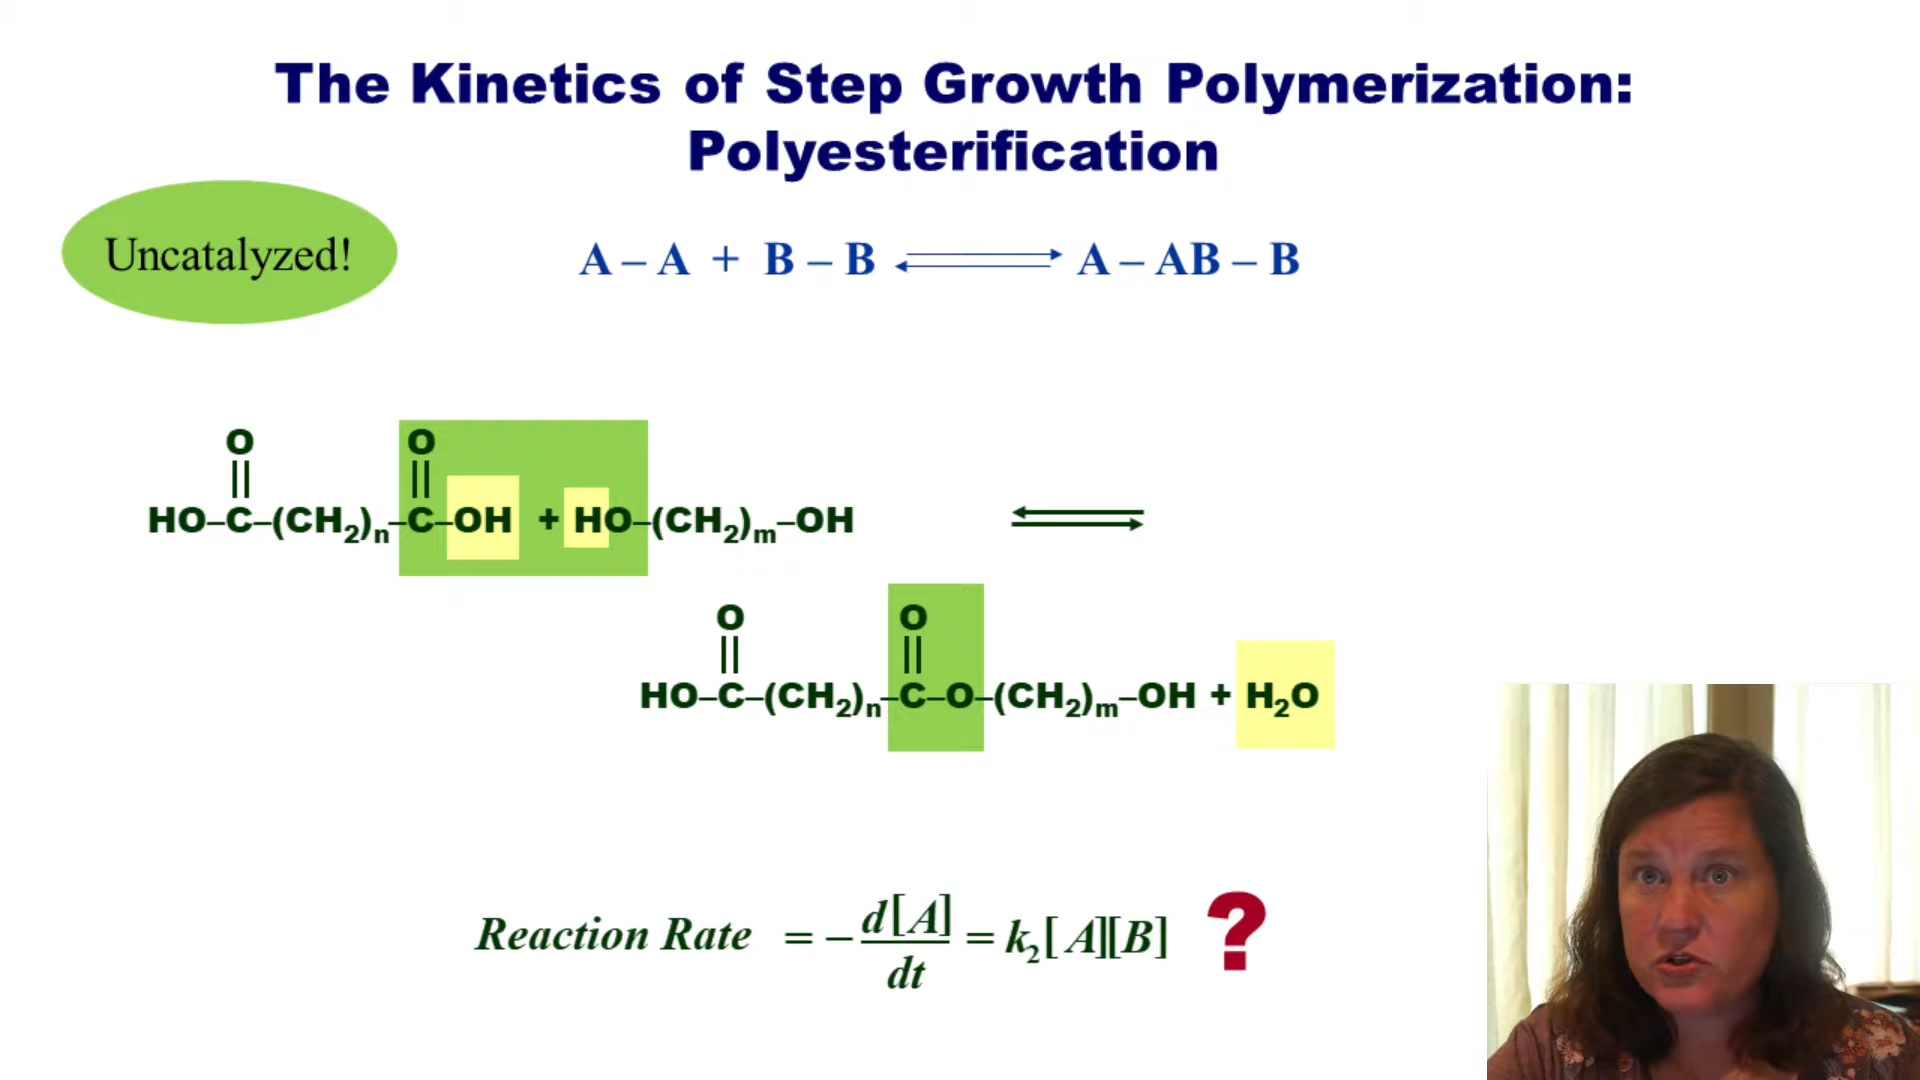 The Kinetics of Step Growth Polymerization:
Polyesterification
Uncatalyzed!
A – A + B – B ⇌ A – AB – B
O O
|| ||
HO–C–(CH₂)ₙ–C–OH + HO–(CH₂)ₘ–OH ⇌
O O
|| ||
HO–C–(CH₂)ₙ–C–O–(CH₂)ₘ–OH + H₂O
Reaction Rate = – d[A]/dt = k₂[A][B] ?